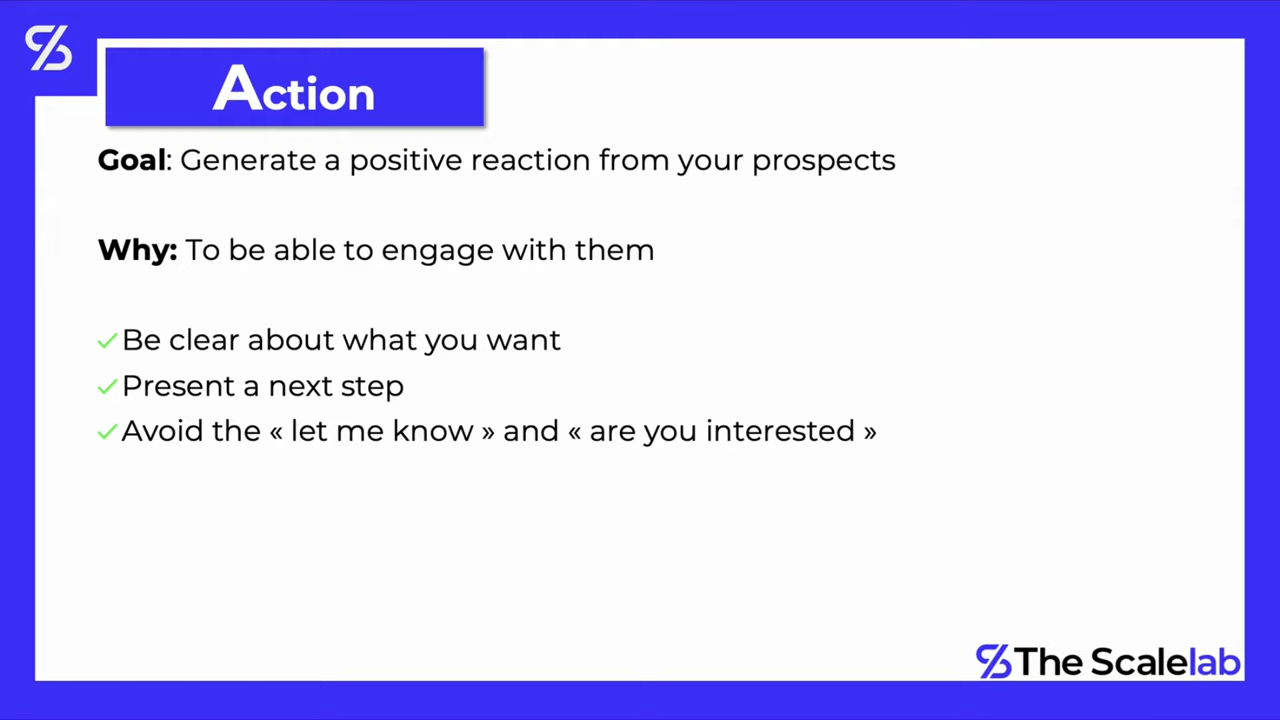 Action
Goal: Generate a positive reaction from your prospects
Why: To be able to engage with them
✓Be clear about what you want
✓Present a next step
✓Avoid the « let me know » and « are you interested »
The Scalelab